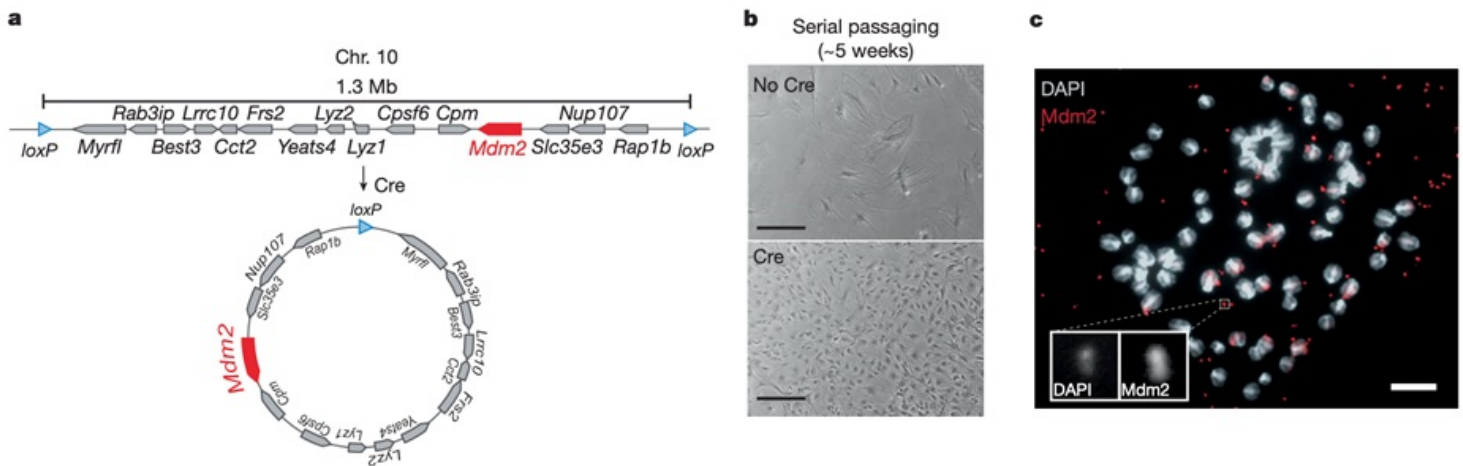 a
Chr. 10
1.3 Mb
Rab3ip Lrrc10 Frs2 Lyz2 Cpsf6 Cpm Nup107
loxP Myrfl Best3 Cct2 Yeats4 Lyz1 Mdm2 Slc35e3 Rap1b loxP
Cre
loxP
Myrfl
Rab3ip
Best3
Lrrc10
Cct2
Frs2
Yeats4
Lyz2
Lyz1
Cpsf6
Cpm
Mdm2
Slc35e3
Nup107
Rap1b
b
Serial passaging
(~5 weeks)
No Cre
Cre
c
DAPI
Mdm2
DAPI Mdm2